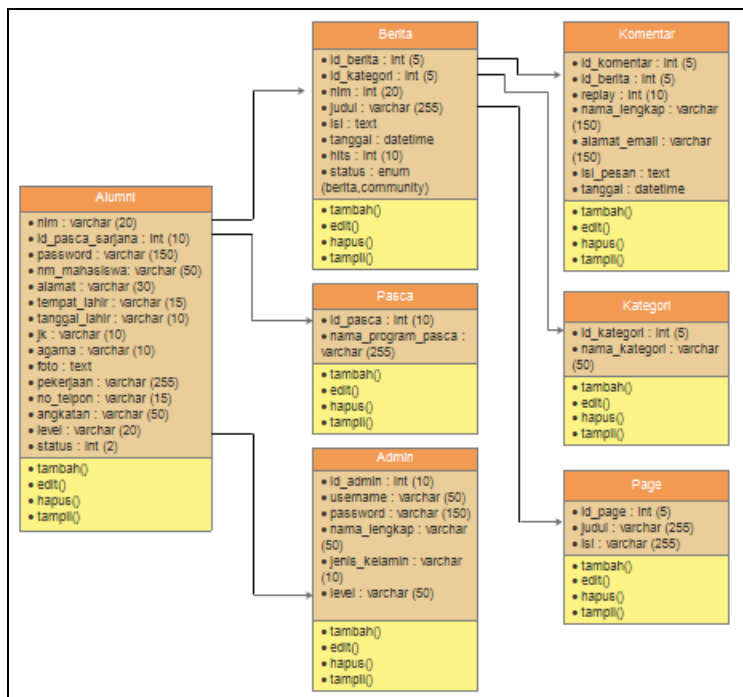 Berita
• id_berita : int (5)
• id_kategori : int (5)
• nim : int (20)
• judul : varchar (255)
• isi : text
• tanggal : datetime
• hits : int (10)
• status : enum
(berita,community)
• tambah()
• edit()
• hapus()
• tampil()
Komentar
• id_komentar : int (5)
• id_berita : int (5)
• replay : int (10)
• nama_lengkap : varchar
(150)
• alamat_email : varchar
(150)
• isi_pesan : text
• tanggal : datetime
• tambah()
• edit()
• hapus()
• tampil()
Alumni
• nim : varchar (20)
• id_pasca_sarjana : int (10)
• password : varchar (150)
• nm_mahasiswa: varchar (50)
• alamat : varchar (30)
• tempat_lahir : varchar (15)
• tanggal_lahir : varchar (10)
• jk : varchar (10)
• agama : varchar (10)
• foto : text
• pekerjaan : varchar (255)
• no_telpon : varchar (15)
• angkatan : varchar (50)
• level : varchar (20)
• status : int (2)
• tambah()
• edit()
• hapus()
• tampil()
Pasca
• id_pasca : int (10)
• nama_program_pasca :
varchar (255)
• tambah()
• edit()
• hapus()
• tampil()
Kategori
• id_kategori : int (5)
• nama_kategori : varchar
(50)
• tambah()
• edit()
• hapus()
• tampil()
Admin
• id_admin : int (10)
• username : varchar (50)
• password : varchar (150)
• nama_lengkap : varchar
(50)
• jenis_kelamin : varchar
(10)
• level : varchar (50)
• tambah()
• edit()
• hapus()
• tampil()
Page
• id_page : int (5)
• judul : varchar (255)
• isi : varchar (255)
• tambah()
• edit()
• hapus()
• tampil()